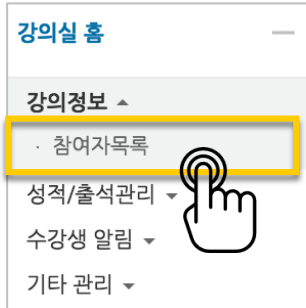 강의실 홈
강의정보
· 참여자목록
성적/출석관리
수강생 알림
기타 관리